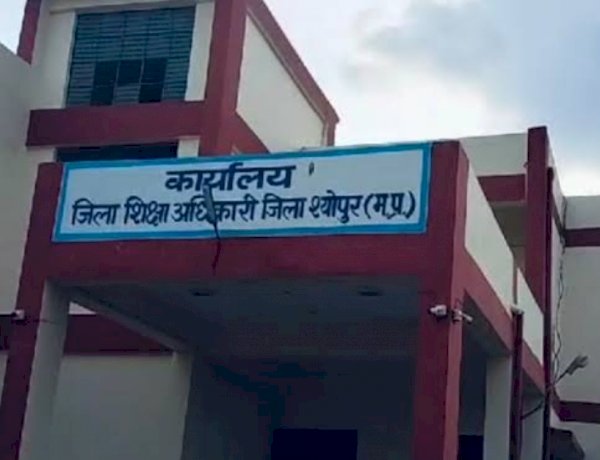 कार्यालय
जिला शिक्षा अधिकारी जिला श्योपुर (म.प्र.)